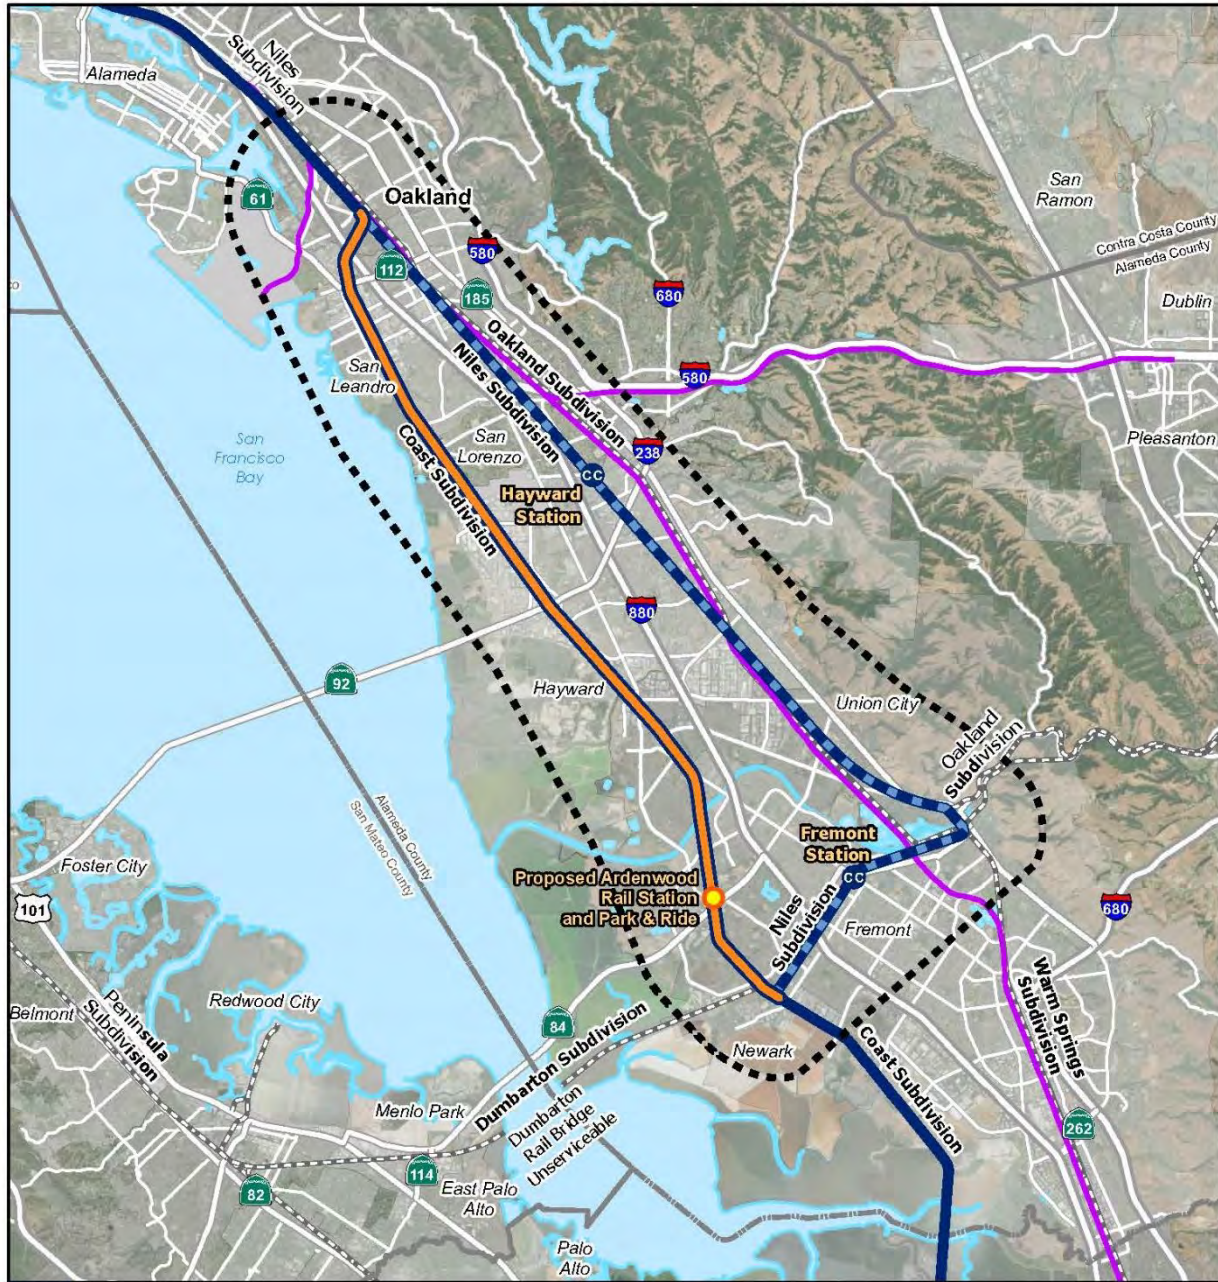 Niles
Subdivision
Alameda
61
Oakland
580
112
185
680
San
Ramon
Contra Costa County
Alameda County
Dublin
580
San
Leandro
Niles Subdivision
Oakland Subdivision
Coast Subdivision
San
Lorenzo
238
Pleasanton
San
Francisco
Bay
CC
Hayward
Station
880
92
Hayward
Union City
Oakland
Subdivision
Alameda County
San Mateo County
Foster City
101
Fremont
Station
CC
Proposed Ardenwood
Rail Station
and Park & Ride
Niles
Subdivision
Fremont
680
Belmont
Peninsula
Subdivision
Redwood City
84
Dumbarton Subdivision
Newark
Coast Subdivision
Warm Springs
Subdivision
Menlo Park
Dumbarton
Rail Bridge
Unserviceable
262
114
82
East Palo
Alto
Palo
Alto